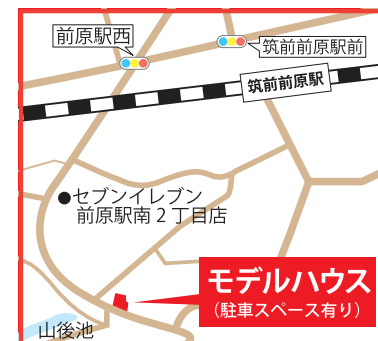 前原駅西
筑前前原駅前
筑前前原駅
セブンイレブン
前原駅南2丁目店
モデルハウス
（駐車スペース有り）
山後池